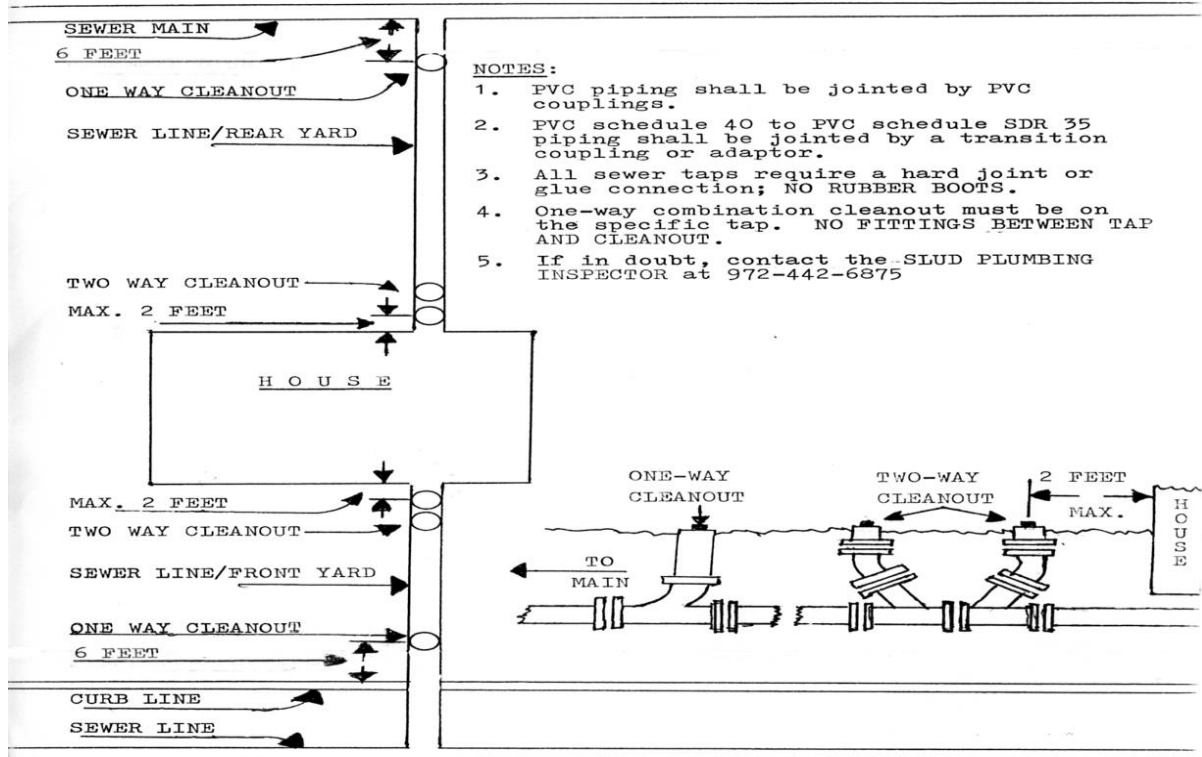 SEWER MAIN
6 FEET
ONE WAY CLEANOUT
SEWER LINE/REAR YARD
TWO WAY CLEANOUT
MAX. 2 FEET
NOTES:
1. PVC piping shall be jointed by PVC
couplings.
2. PVC schedule 40 to PVC schedule SDR 35
piping shall be jointed by a transition
coupling or adaptor.
3. All sewer taps require a hard joint or
glue connection; NO RUBBER BOOTS.
4. One-way combination cleanout must be on
the specific tap. NO FITTINGS BETWEEN TAP
AND CLEANOUT.
5. If in doubt, contact the SLUD PLUMBING
INSPECTOR at 972-442-6875
HOUSE
MAX. 2 FEET
TWO WAY CLEANOUT
SEWER LINE/FRONT YARD
ONE WAY CLEANOUT
6 FEET
CURB LINE
SEWER LINE
ONE-WAY
CLEANOUT
TWO-WAY
CLEANOUT
2 FEET
MAX.
HOUSE
TO
MAIN